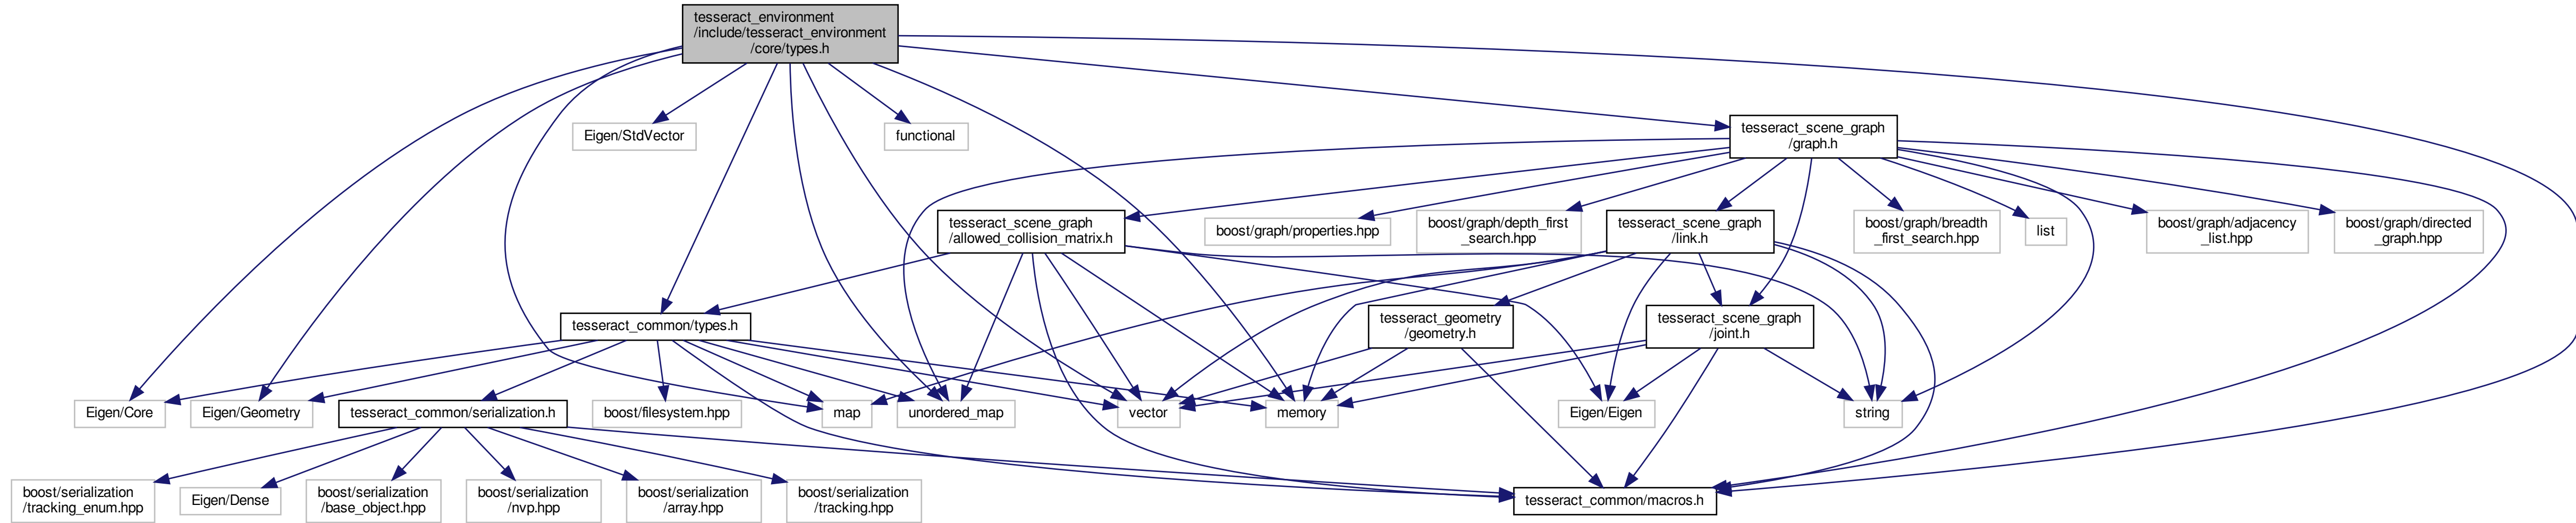 tesseract_environment
/include/tesseract_environment
/core/types.h
Eigen/StdVector
functional
tesseract_scene_graph
/graph.h
tesseract_scene_graph
/allowed_collision_matrix.h
boost/graph/properties.hpp
boost/graph/depth_first
_search.hpp
tesseract_scene_graph
/link.h
boost/graph/breadth
_first_search.hpp
list
boost/graph/adjacency
_list.hpp
boost/graph/directed
_graph.hpp
tesseract_common/types.h
tesseract_geometry
/geometry.h
tesseract_scene_graph
/joint.h
Eigen/Core
Eigen/Geometry
tesseract_common/serialization.h
boost/filesystem.hpp
map
unordered_map
vector
memory
Eigen/Eigen
string
boost/serialization
/tracking_enum.hpp
Eigen/Dense
boost/serialization
/base_object.hpp
boost/serialization
/nvp.hpp
boost/serialization
/array.hpp
boost/serialization
/tracking.hpp
tesseract_common/macros.h